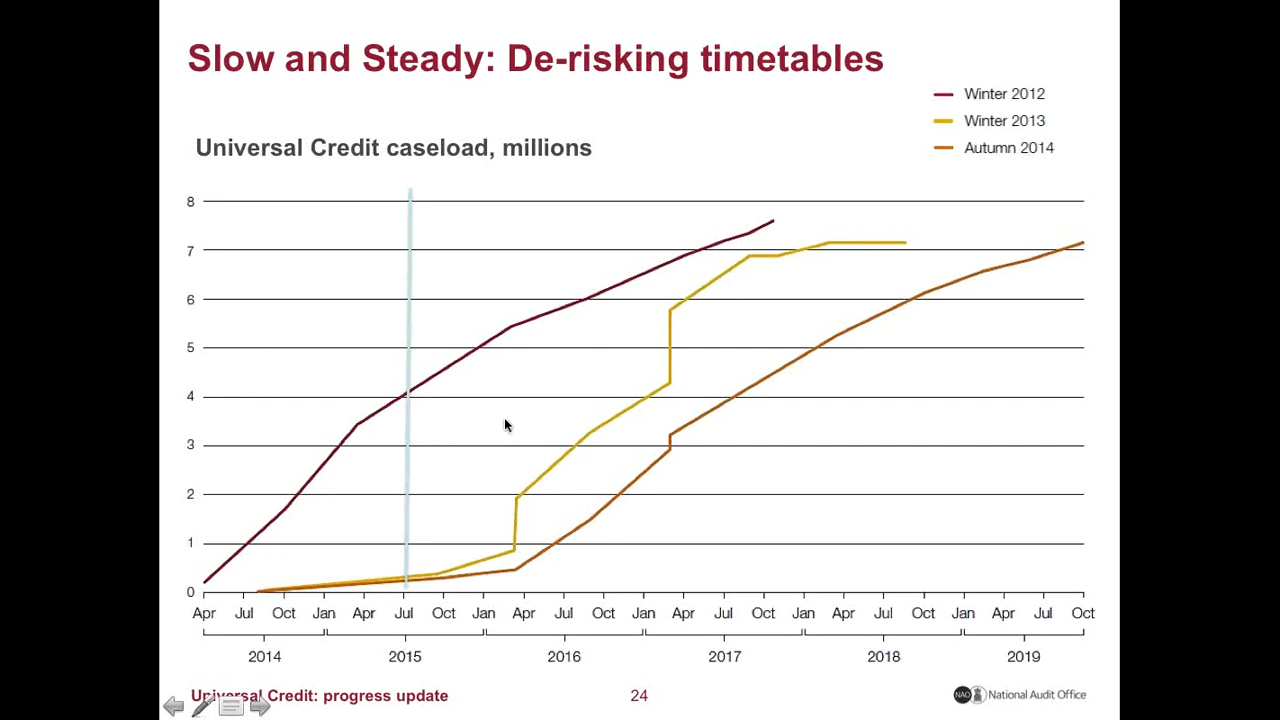 Slow and Steady: De-risking timetables
Winter 2012
Winter 2013
Autumn 2014
Universal Credit caseload, millions
8
7
6
5
4
3
2
1
0
Apr Jul Oct Jan Apr Jul Oct Jan Apr Jul Oct Jan Apr Jul Oct Jan Apr Jul Oct Jan Apr Jul Oct
2014 2015 2016 2017 2018 2019
Universal Credit: progress update 24 NAO National Audit Office